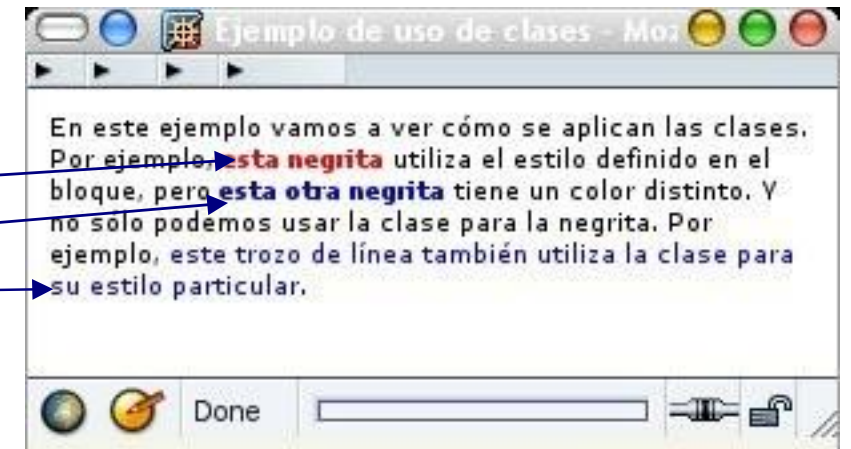 Ejemplo de uso de clases - Moz
En este ejemplo vamos a ver cómo se aplican las clases.
Por ejemplo, esta negrita utiliza el estilo definido en el
bloque, pero esta otra negrita tiene un color distinto. Y
no sólo podemos usar la clase para la negrita. Por
ejemplo, este trozo de línea también utiliza la clase para
su estilo particular.
Done